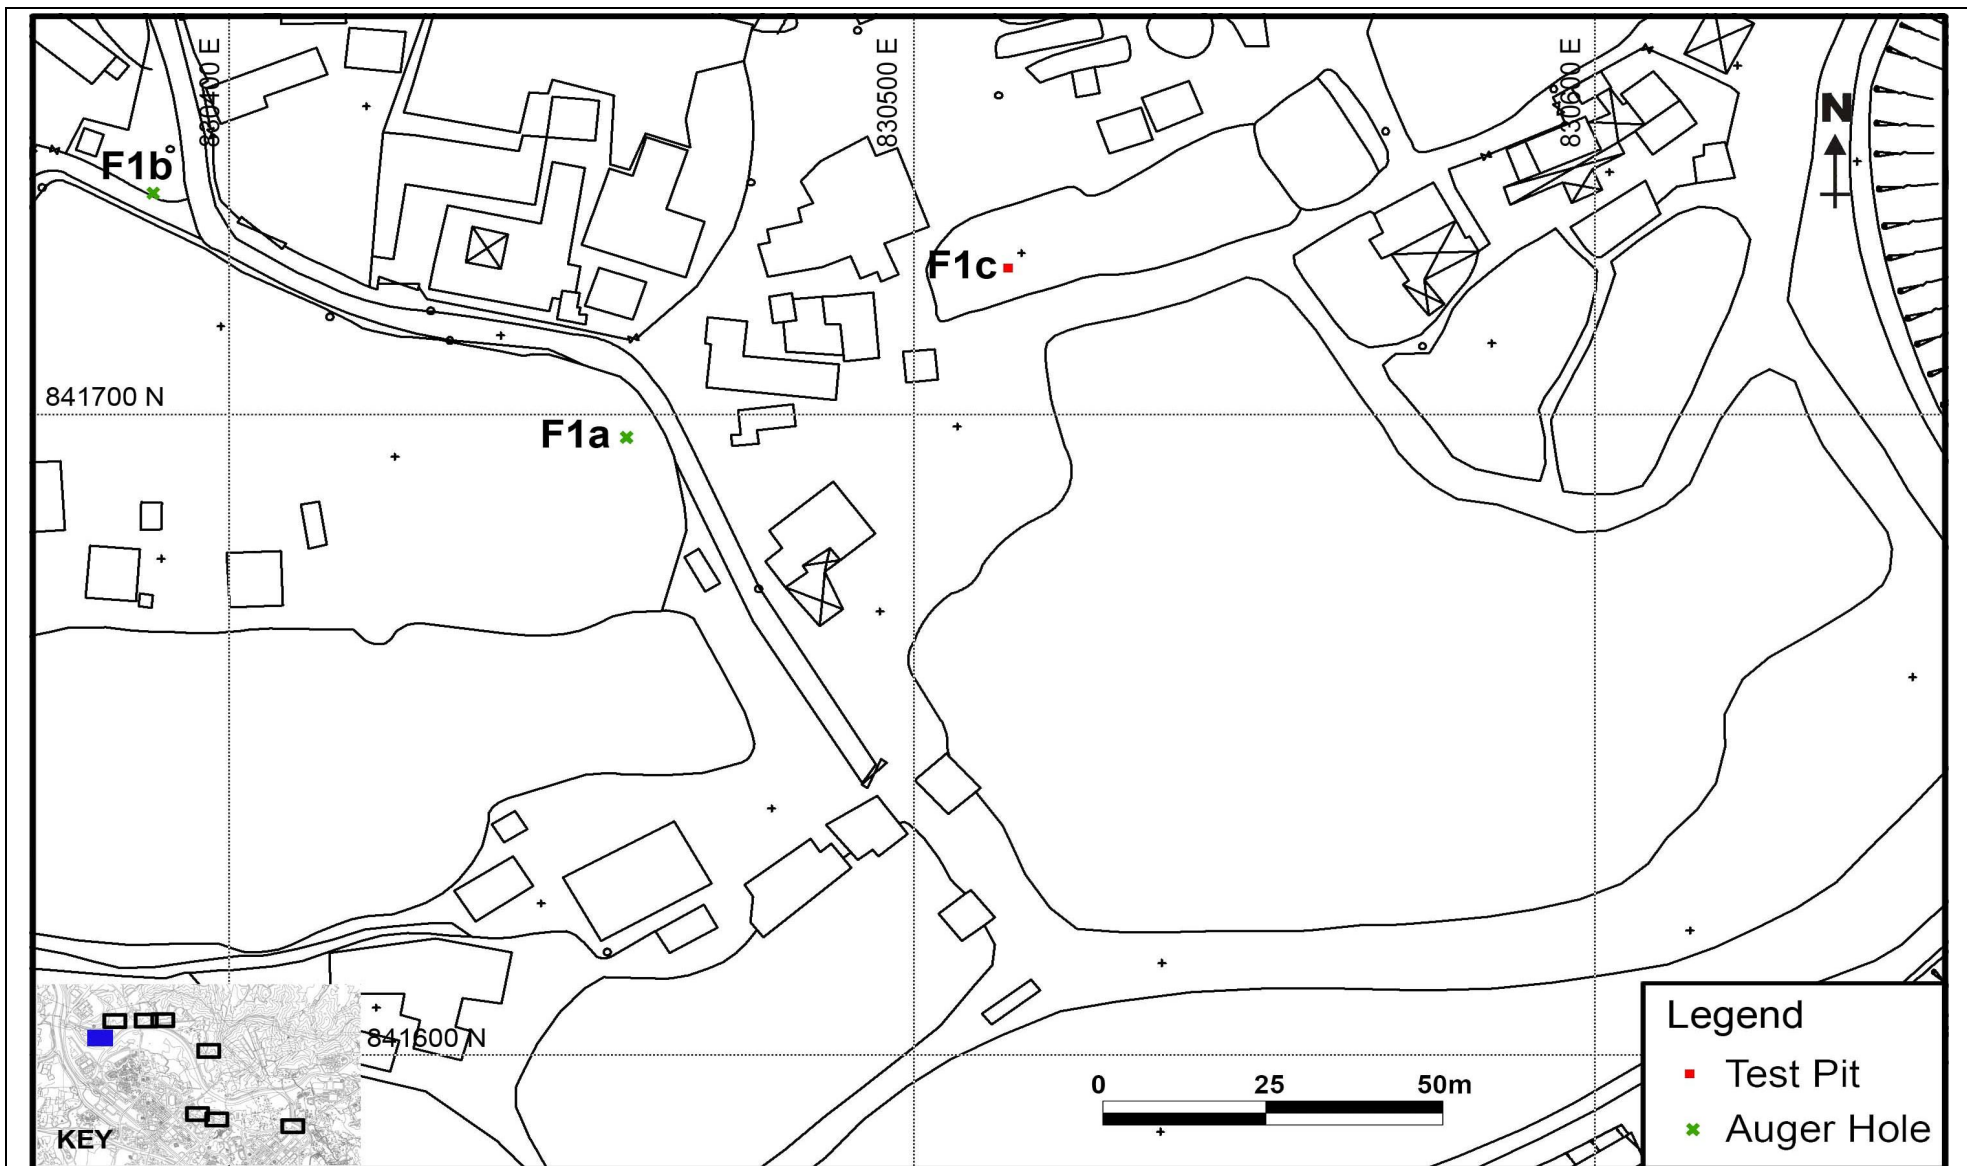 830400 E
830500 E
830600 E
N
F1b
F1c
841700 N
F1a
841600 N
KEY
0 25 50m
Legend
Test Pit
Auger Hole